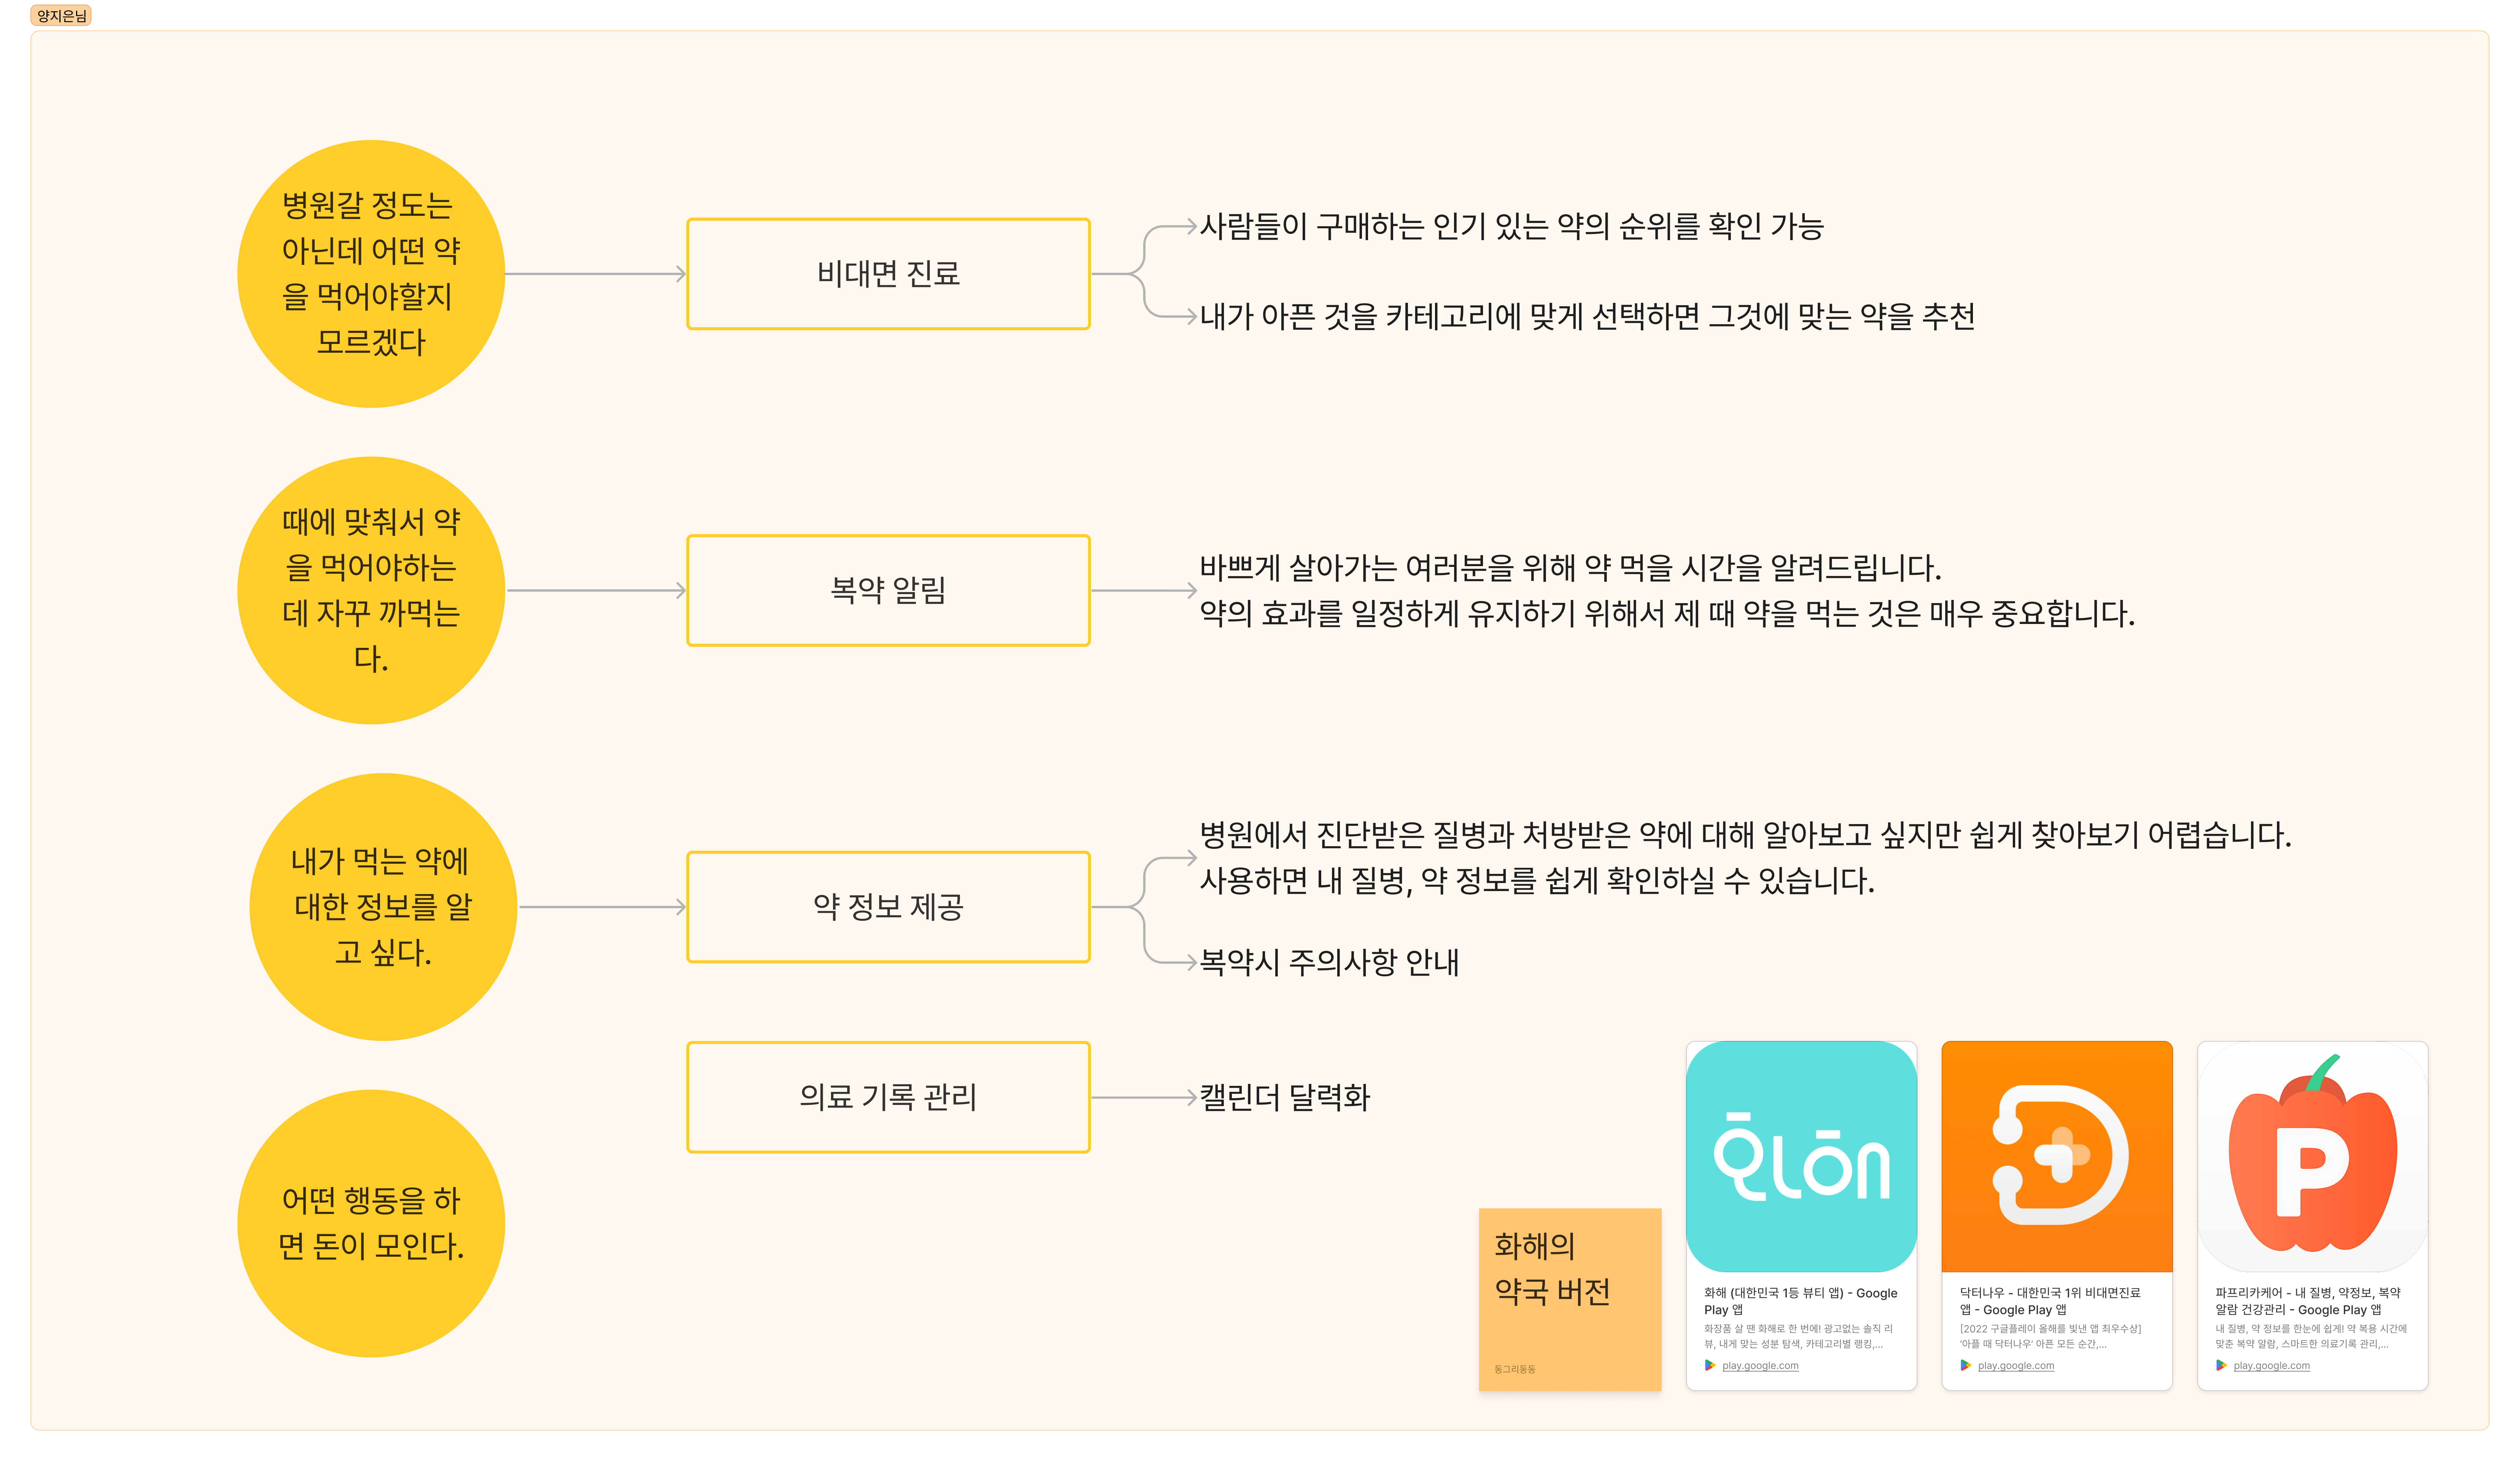 양지은님
병원갈 정도는
아닌데 어떤 약
을 먹어야할지
모르겠다
비대면 진료
사람들이 구매하는 인기 있는 약의 순위를 확인 가능
내가 아픈 것을 카테고리에 맞게 선택하면 그것에 맞는 약을 추천
때에 맞춰서 약
을 먹어야하는
데 자꾸 까먹는
다.
복약 알림
바쁘게 살아가는 여러분을 위해 약 먹을 시간을 알려드립니다.
약의 효과를 일정하게 유지하기 위해서 제 때 약을 먹는 것은 매우 중요합니다.
내가 먹는 약에
대한 정보를 알
고 싶다.
약 정보 제공
병원에서 진단받은 질병과 처방받은 약에 대해 알아보고 싶지만 쉽게 찾아보기 어렵습니다.
사용하면 내 질병, 약 정보를 쉽게 확인하실 수 있습니다.
복약시 주의사항 안내
의료 기록 관리
캘린더 달력화
어떤 행동을 하
면 돈이 모인다.
화해의
약국 버전
동그리동동
화해 (대한민국 1등 뷰티 앱) - Google
Play 앱
화장품 살 땐 화해로 한 번에! 광고없는 솔직 리
뷰, 내게 맞는 성분 탐색, 카테고리별 랭킹,...
play.google.com
닥터나우 - 대한민국 1위 비대면진료
앱 - Google Play 앱
[2022 구글플레이 올해를 빛낸 앱 최우수상]
‘아플 때 닥터나우’ 아픈 모든 순간,...
play.google.com
P
파프리카케어 - 내 질병, 약정보, 복약
알람 건강관리 - Google Play 앱
내 질병, 약 정보를 한눈에 쉽게! 약 복용 시간에
맞춘 복약 알람, 스마트한 의료기록 관리,...
play.google.com